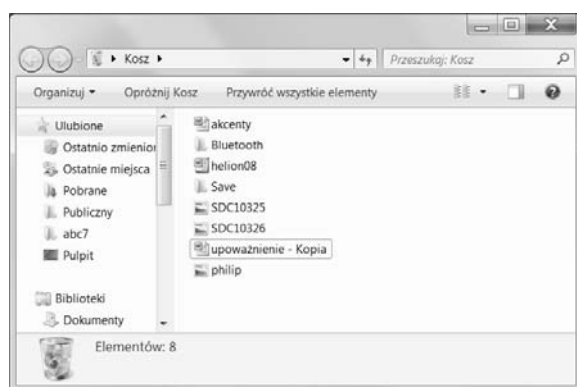 Kosz
Przeszukaj: Kosz
Organizuj
Opróżnij Kosz
Przywróć wszystkie elementy
Ulubione
Ostatnio zmienion
Ostatnie miejsca
Pobrane
Publiczny
abc7
Pulpit
Biblioteki
Dokumenty
akcenty
Bluetooth
helion08
Save
SDC10325
SDC10326
upoważnienie - Kopia
philip
Elementów: 8